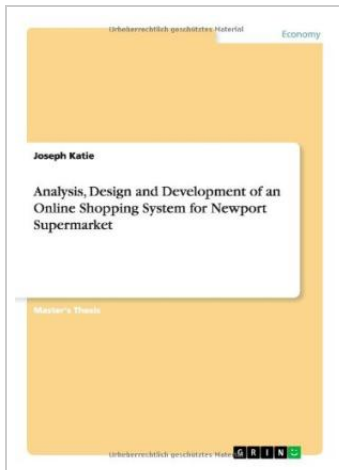 Urheberrechtlich geschütztes Material
Economy
Joseph Katie
Analysis, Design and Development of an
Online Shopping System for Newport
Supermarket
Master's Thesis
Urheberrechtlich geschütztes Material
GRIN